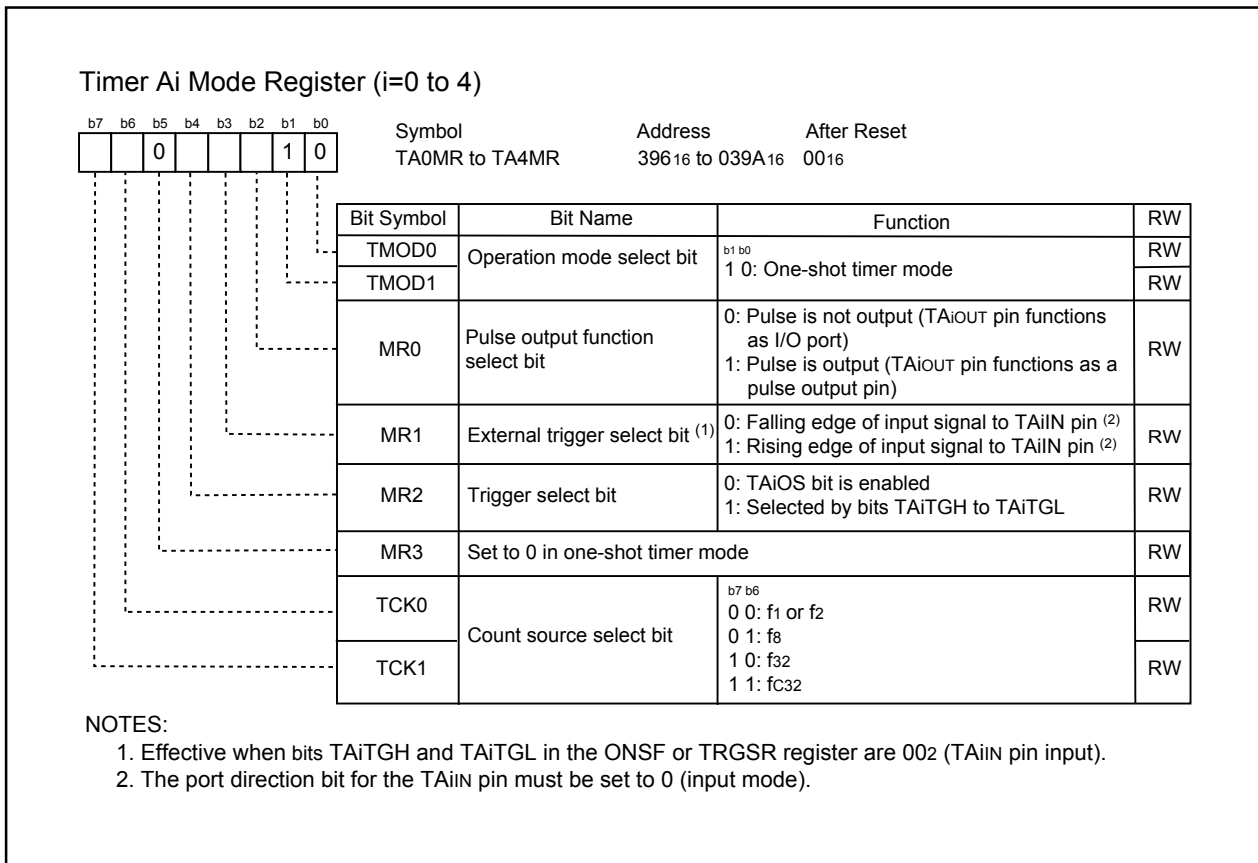 Timer Ai Mode Register (i=0 to 4)
b7 b6 b5 b4 b3 b2 b1 b0
0 1 0
Symbol Address After Reset
TA0MR to TA4MR 39616 to 039A16 0016
Bit Symbol Bit Name Function RW
TMOD0 Operation mode select bit b1 b0 RW
TMOD1 1 0: One-shot timer mode RW
MR0 Pulse output function select bit 0: Pulse is not output (TAiOUT pin functions
as I/O port)
1: Pulse is output (TAiOUT pin functions as a
pulse output pin) RW
MR1 External trigger select bit (1) 0: Falling edge of input signal to TAiIN pin (2)
1: Rising edge of input signal to TAiIN pin (2) RW
MR2 Trigger select bit 0: TAiOS bit is enabled
1: Selected by bits TAiTGH to TAiTGL RW
MR3 Set to 0 in one-shot timer mode RW
TCK0 Count source select bit b7 b6
0 0: f1 or f2 RW
0 1: f8
TCK1 1 0: f32 RW
1 1: fC32
NOTES:
1. Effective when bits TAiTGH and TAiTGL in the ONSF or TRGSR register are 002 (TAiIN pin input).
2. The port direction bit for the TAiIN pin must be set to 0 (input mode).